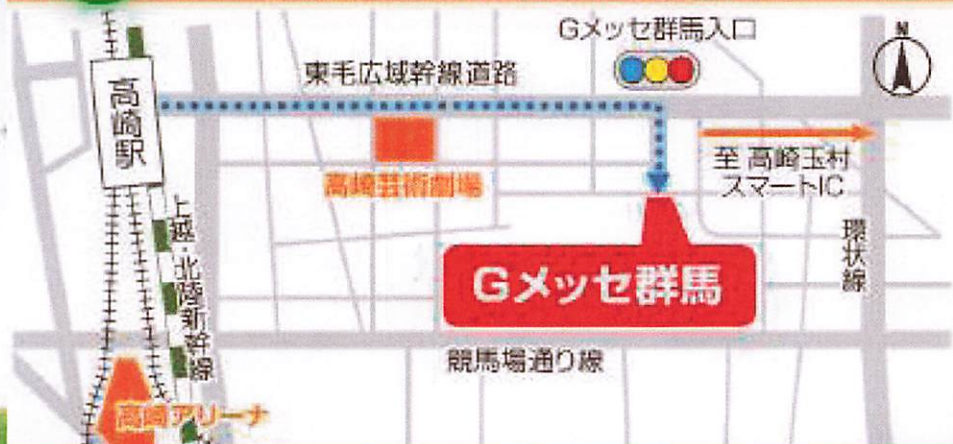 Gメッセ群馬入口
N
東毛広域幹線道路
高崎駅
至 高崎玉村
スマートIC
高崎芸術劇場
上越・北陸新幹線
環状線
Gメッセ群馬
競馬場通り線
高崎アリーナ